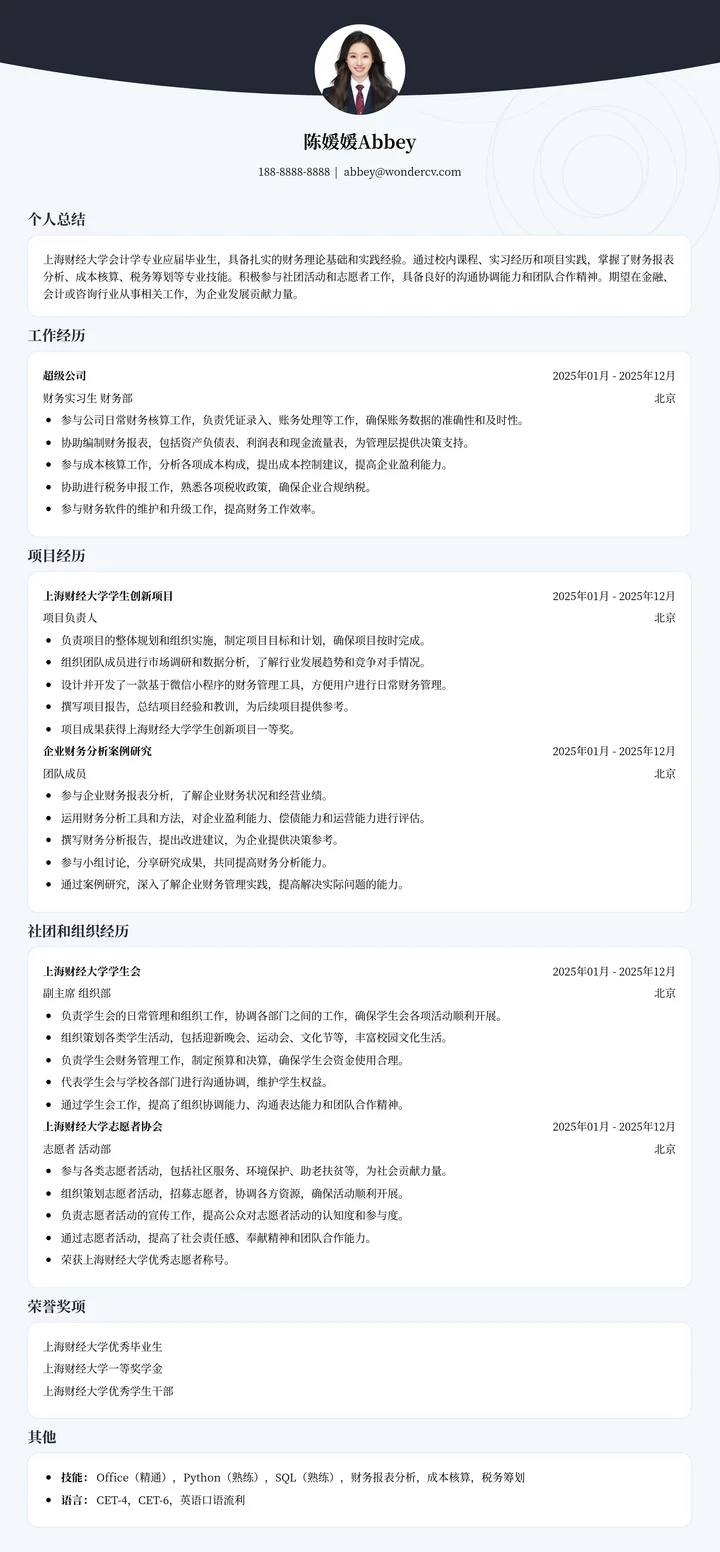 陈媛媛Abbey
188-8888-8888 | abbey@wondercv.com
个人总结
上海财经大学会计学专业应届毕业生，具备扎实的财务理论基础和实践经验。通过校内课程、实习经历和项目实践，掌握了财务报表
分析、成本核算、税务筹划等专业技能。积极参与社团活动和志愿者工作，具备良好的沟通协调能力和团队合作精神。期望在金融、
会计或咨询行业从事相关工作，为企业发展贡献力量。
工作经历
超级公司 2025年01月 - 2025年12月
财务实习生 财务部 北京
• 参与公司日常财务核算工作，负责凭证录入、账务处理等工作，确保账务数据的准确性和及时性。
• 协助编制财务报表，包括资产负债表、利润表和现金流量表，为管理层提供决策支持。
• 参与成本核算工作，分析各项成本构成，提出成本控制建议，提高企业盈利能力。
• 协助进行税务申报工作，熟悉各项税收政策，确保企业合规纳税。
• 参与财务软件的维护和升级工作，提高财务工作效率。
项目经历
上海财经大学学生创新项目 2025年01月 - 2025年12月
项目负责人 北京
• 负责项目的整体规划和组织实施，制定项目目标和计划，确保项目按时完成。
• 组织团队成员进行市场调研和数据分析，了解行业发展趋势和竞争对手情况。
• 设计并开发了一款基于微信小程序的财务管理工具，方便用户进行日常财务管理。
• 撰写项目报告，总结项目经验和教训，为后续项目提供参考。
• 项目成果获得上海财经大学学生创新项目一等奖。
企业财务分析案例研究 2025年01月 - 2025年12月
团队成员 北京
• 参与企业财务报表分析，了解企业财务状况和经营业绩。
• 运用财务分析工具和方法，对企业盈利能力、偿债能力和运营能力进行评估。
• 撰写财务分析报告，提出改进建议，为企业提供决策参考。
• 参与小组讨论，分享研究成果，共同提高财务分析能力。
• 通过案例研究，深入了解企业财务管理实践，提高解决实际问题的能力。
社团和组织经历
上海财经大学学生会 2025年01月 - 2025年12月
副主席 组织部 北京
• 负责学生会的日常管理和组织工作，协调各部门之间的工作，确保学生会各项活动顺利开展。
• 组织策划各类学生活动，包括迎新晚会、运动会、文化节等，丰富校园文化生活。
• 负责学生会财务管理工作，制定预算和决算，确保学生会资金使用合理。
• 代表学生会与学校各部门进行沟通协调，维护学生权益。
• 通过学生会工作，提高了组织协调能力、沟通表达能力和团队合作精神。
上海财经大学志愿者协会 2025年01月 - 2025年12月
志愿者 活动部 北京
• 参与各类志愿者活动，包括社区服务、环境保护、助老扶贫等，为社会贡献力量。
• 组织策划志愿者活动，招募志愿者，协调各方资源，确保活动顺利开展。
• 负责志愿者活动的宣传工作，提高公众对志愿者活动的认知度和参与度。
• 通过志愿者活动，提高了社会责任感、奉献精神和团队合作能力。
• 荣获上海财经大学优秀志愿者称号。
荣誉奖项
上海财经大学优秀毕业生
上海财经大学一等奖学金
上海财经大学优秀学生干部
其他
• 技能： Office（精通）, Python（熟练）, SQL（熟练）, 财务报表分析，成本核算，税务筹划
• 语言： CET-4, CET-6, 英语口语流利